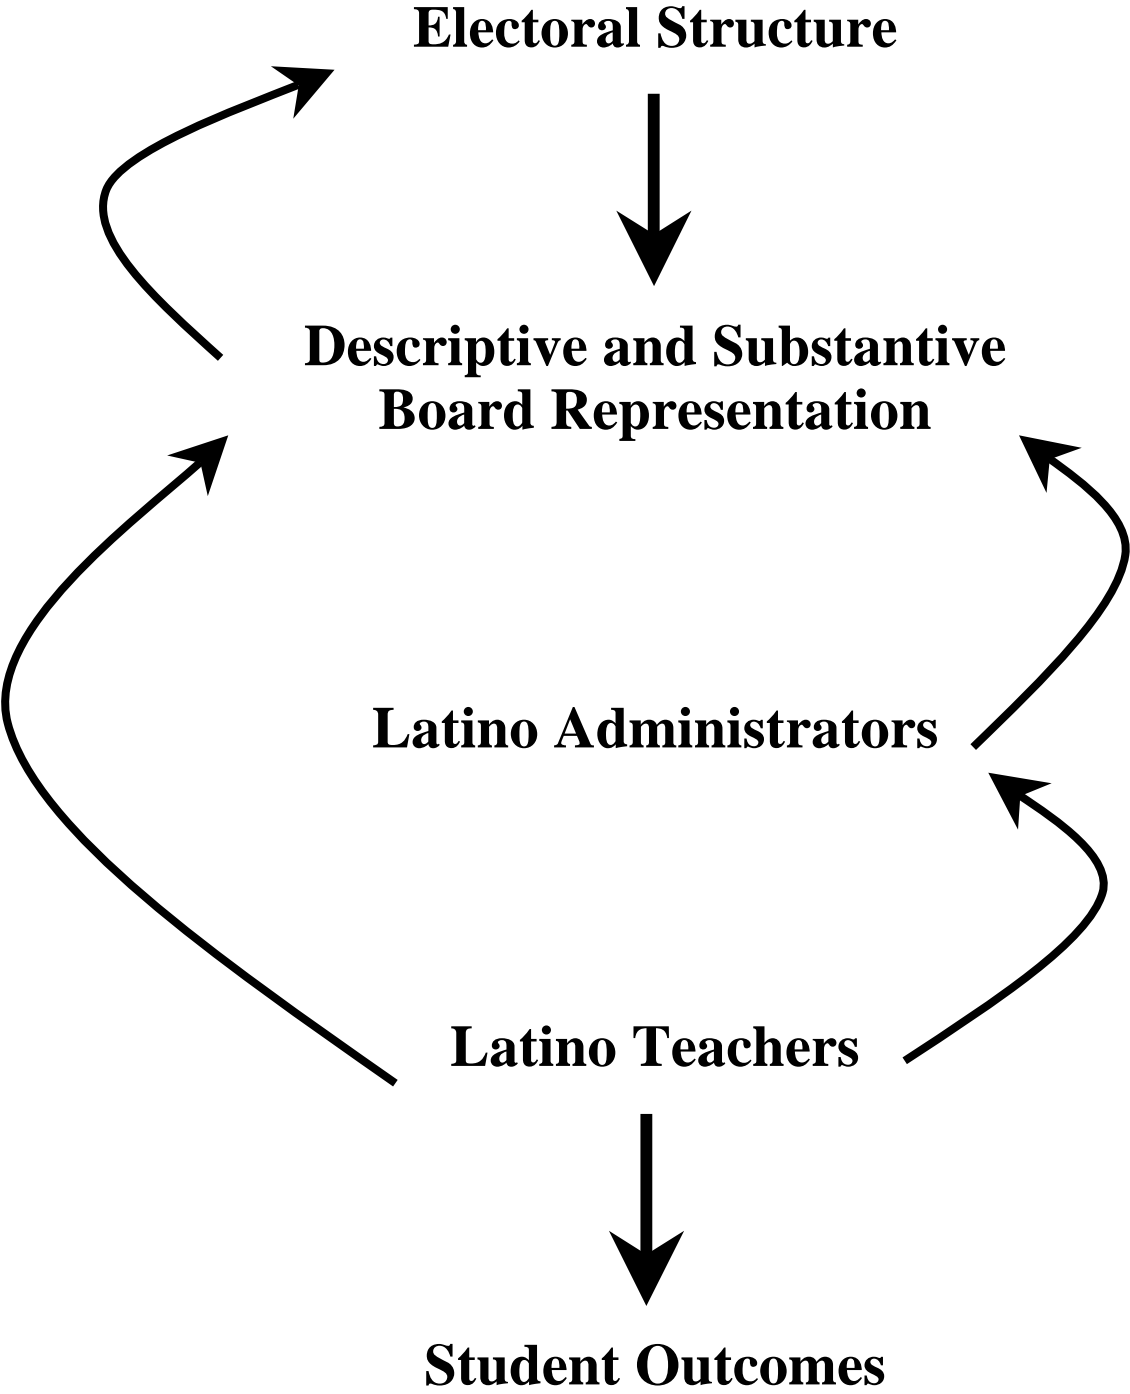 Electoral Structure
Descriptive and Substantive
Board Representation
Latino Administrators
Latino Teachers
Student Outcomes